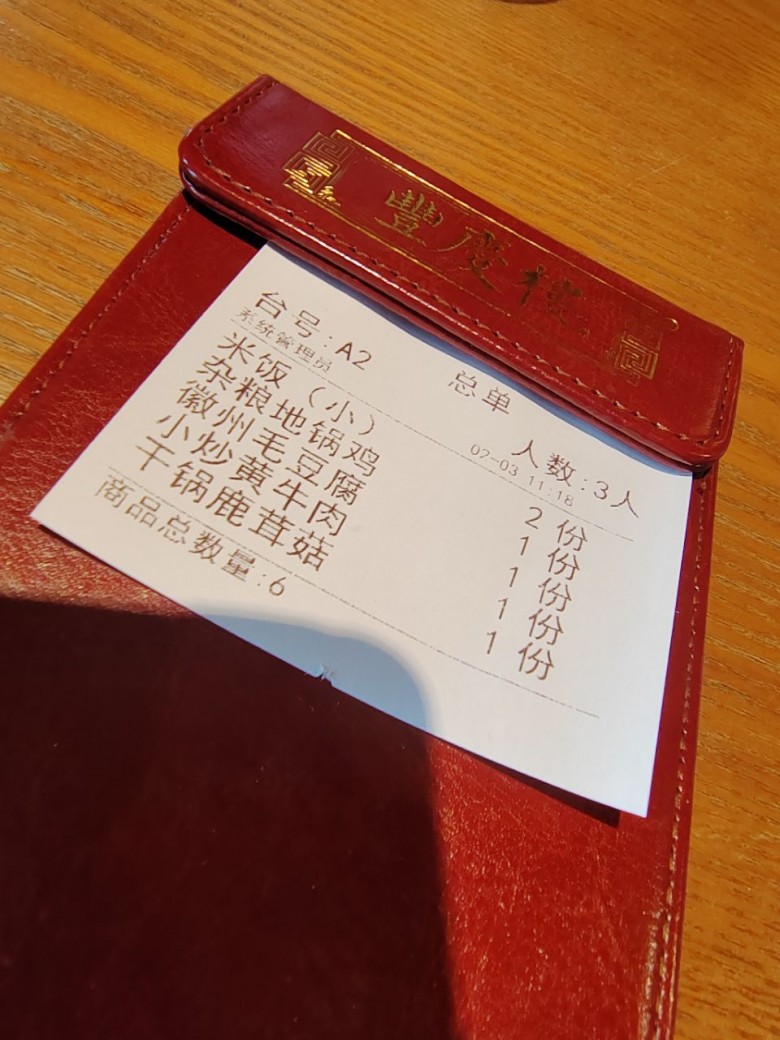 豐慶樓
总单
台号:A2
人数:3人
系统管理员
07-03 11:18
米饭（小） 2 份
杂粮地锅鸡 1 份
徽州毛豆腐 1 份
小炒黄牛肉 1 份
干锅鹿茸菇 1 份
商品总数量:6